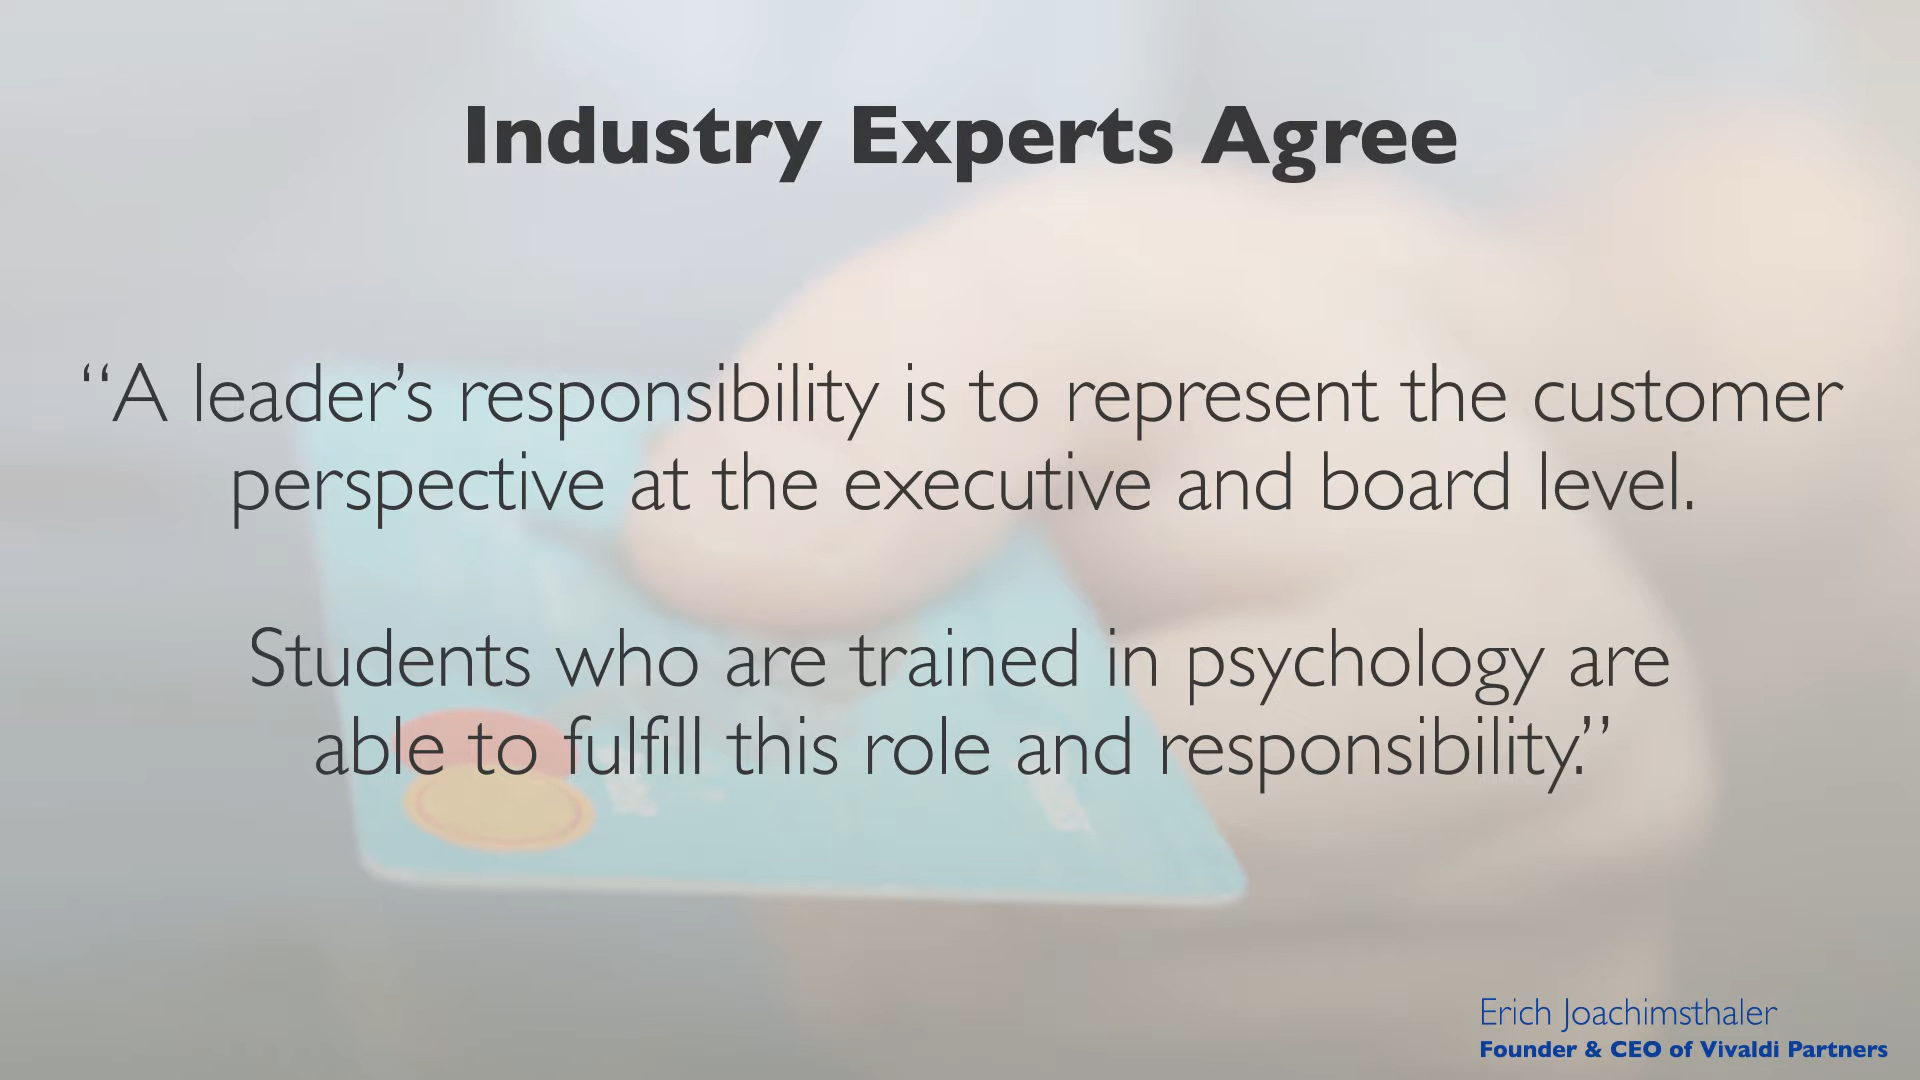 Industry Experts Agree
“A leader’s responsibility is to represent the customer
perspective at the executive and board level.
Students who are trained in psychology are
able to fulfill this role and responsibility.”
Erich Joachimsthaler
Founder & CEO of Vivaldi Partners